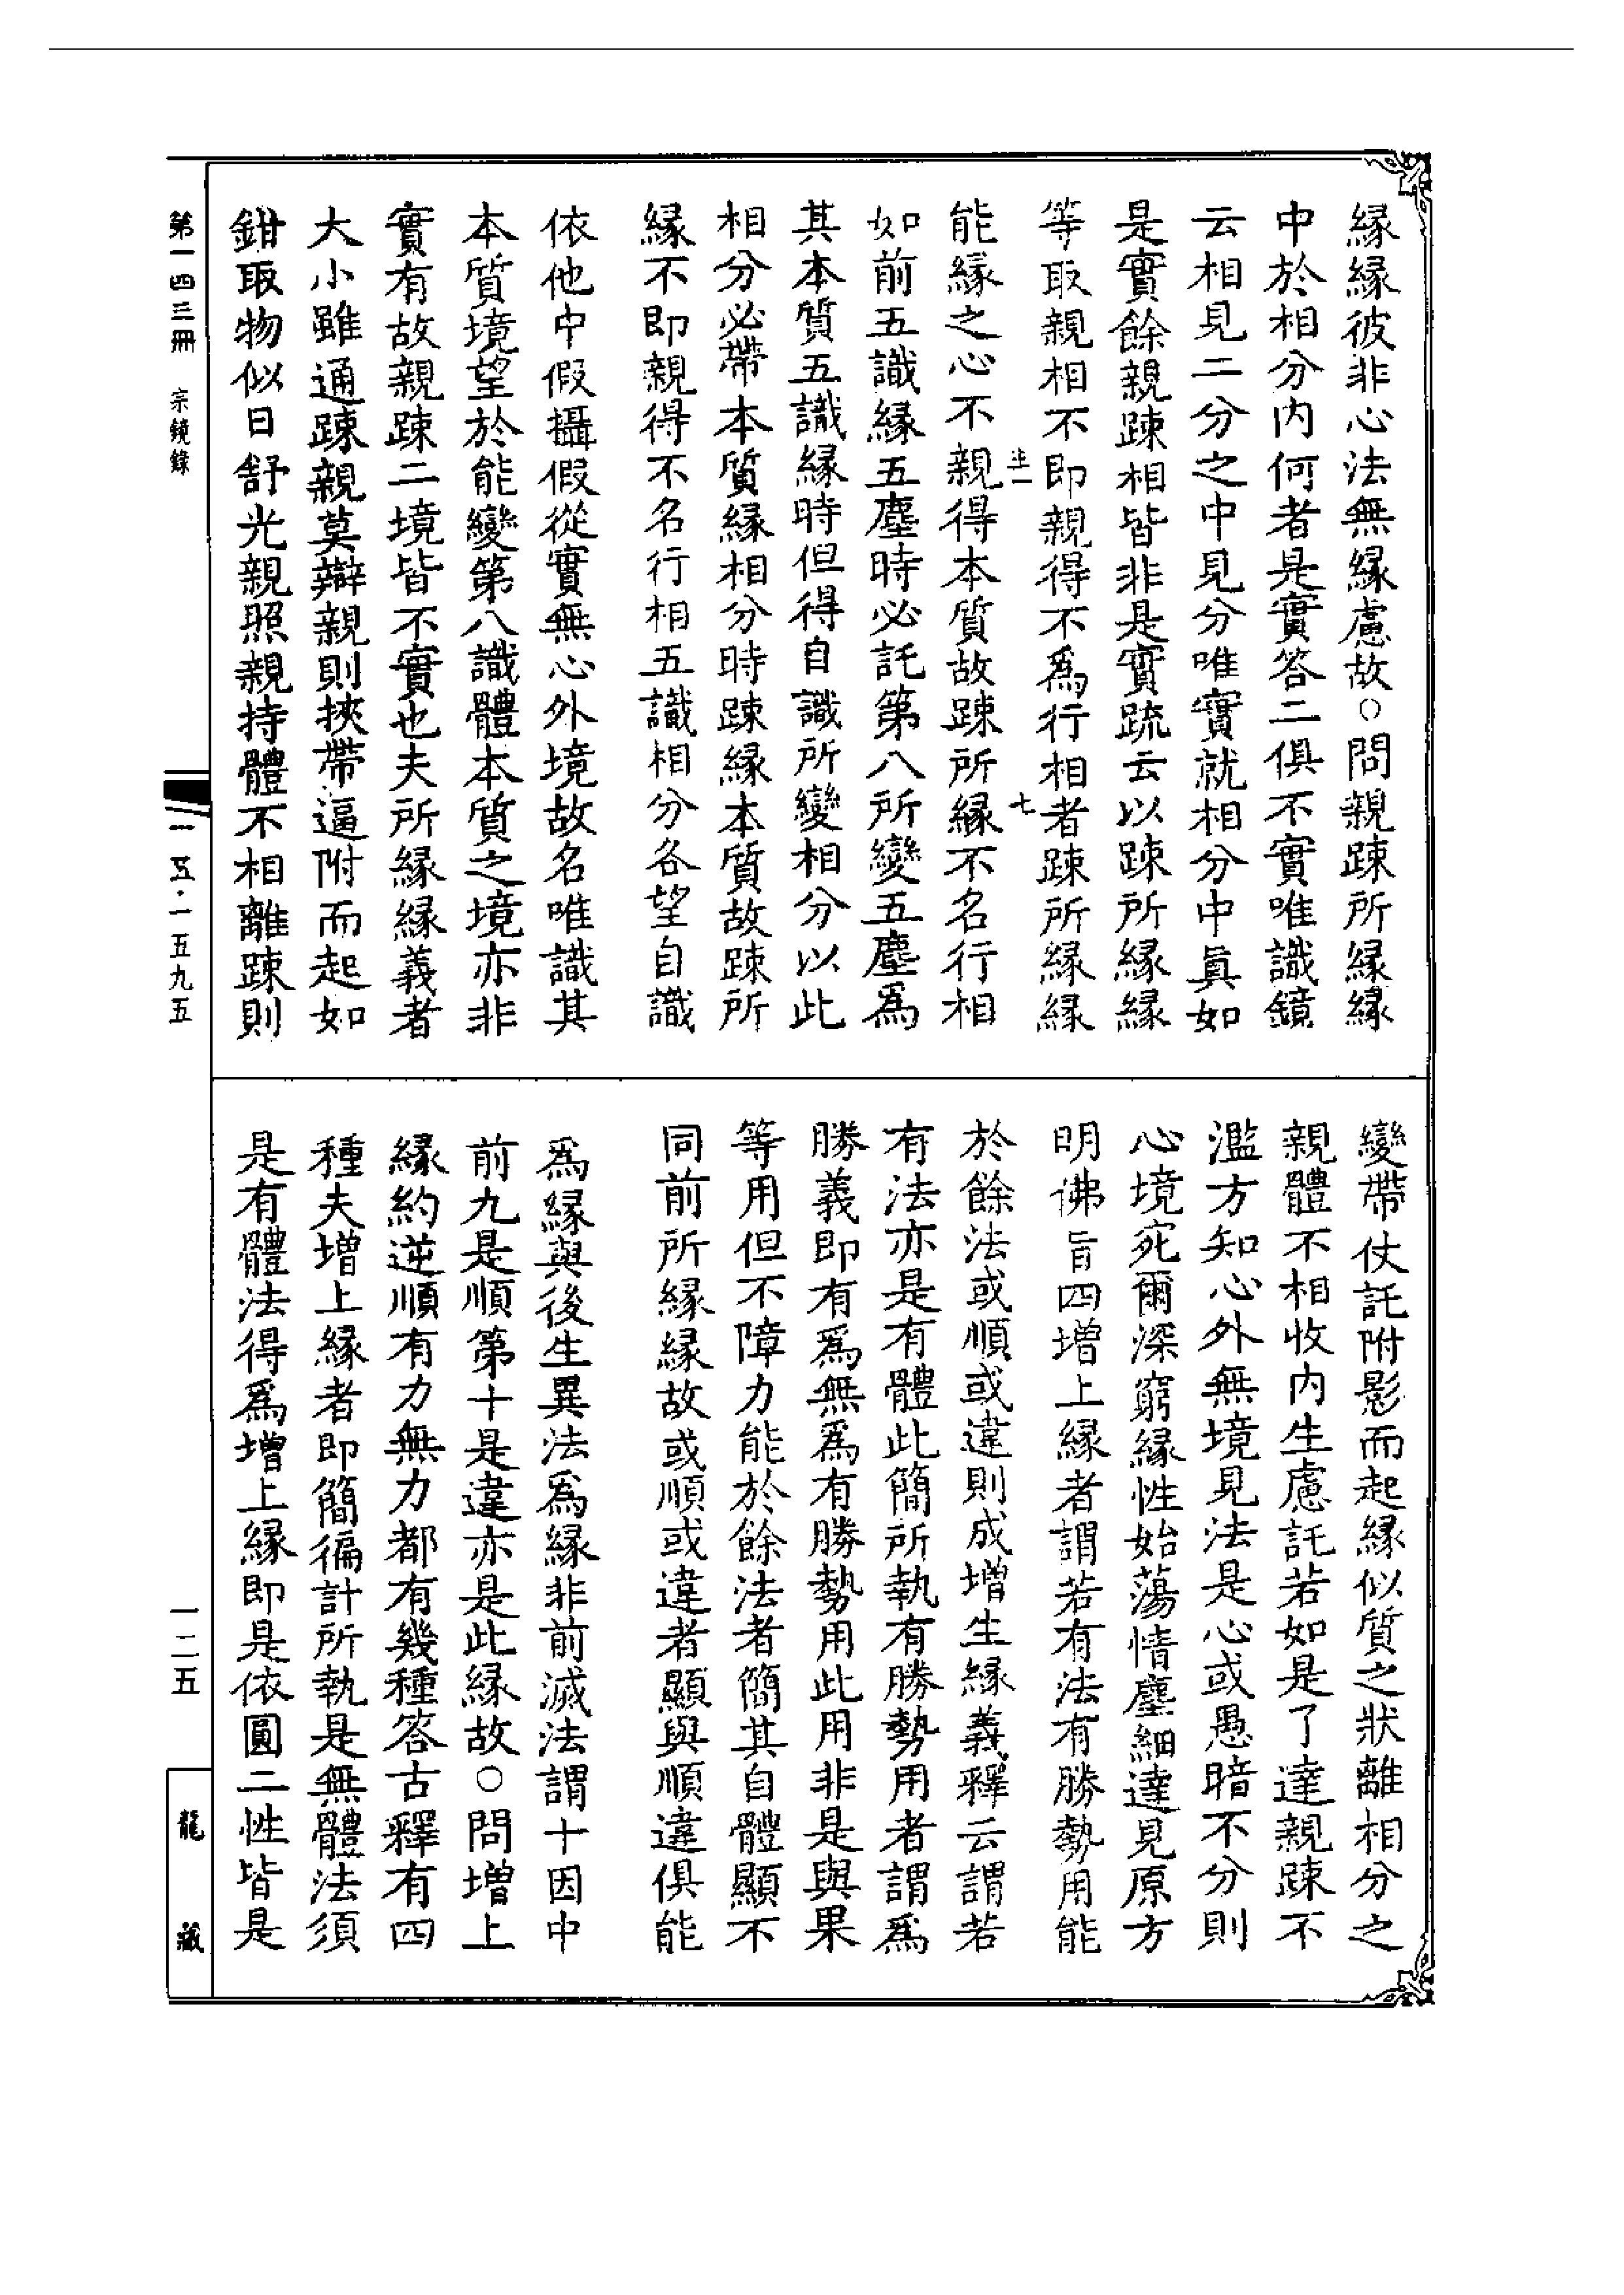 緣緣彼非心法無緣慮故○問親踈所緣緣
中於相分內何者是實答二俱不實唯識鏡
云相見二分之中見分唯實就相分中眞如
是實餘親踈相皆非是實䟽云以踈所緣緣
等取親相不即親得不爲行相者踈所緣緣
能緣之心不親得本質故踈所緣不名行相
如前五識緣五塵時必託第八所變五塵爲
其本質五識緣時但得自識所變相分以此
相分必帶本質緣相分時踈緣本質故踈所
緣不即親得不名行相五識相分各望自識
依他中假攝假從實無心外境故名唯識其
本質境望於能變第八識體本質之境亦非
實有故親踈二境皆不實也夫所緣緣義者
大小雖通踈親莫辯親則挾帶逼附而起如
鉗取物似日舒光親照親持體不相離踈則
變帶仗託附影而起緣似質之狀離相分之
親體不相收內生慮託若如是了達親踈不
濫方知心外無境見法是心或愚暗不分則
心境宛爾深窮緣性始蕩情塵細達見原方
明佛旨四增上緣者謂若有法有勝勢用能
於餘法或順或違則成增生緣義釋云謂若
有法亦是有體此簡所執有勝勢用者謂爲
勝義即有爲無爲有勝勢用此用非是與果
等用但不障力能於餘法者簡其自體顯不
同前所緣緣故或順或違者顯與順違俱能
爲緣與後生異法爲緣非前滅法謂十因中
前九是順第十是違亦是此緣故○問增上
緣約逆順有力無力都有幾種答古釋有四
種夫增上緣者即簡徧計所執是無體法須
是有體法得爲增上緣即是依圓二性皆是
第一四三冊 宗鏡錄
一一五·一五九五
一二五
龍藏